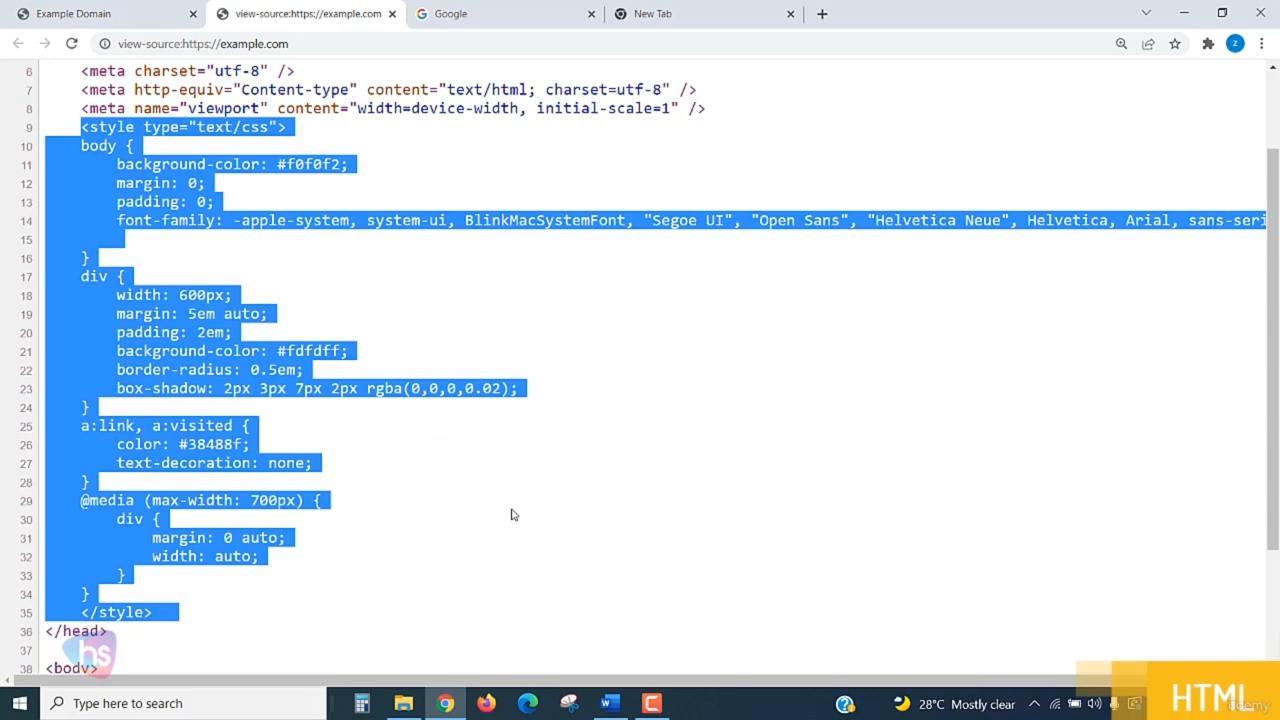 Example Domain
view-source:https://example.com
Google
New Tab
view-source:https://example.com
z
6 <meta charset="utf-8" />
7 <meta http-equiv="Content-type" content="text/html; charset=utf-8" />
8 <meta name="viewport" content="width=device-width, initial-scale=1" />
9 <style type="text/css">
10 body {
11 background-color: #f0f0f2;
12 margin: 0;
13 padding: 0;
14 font-family: -apple-system, system-ui, BlinkMacSystemFont, "Segoe UI", "Open Sans", "Helvetica Neue", Helvetica, Arial, sans-seri
15
16 }
17 div {
18 width: 600px;
19 margin: 5em auto;
20 padding: 2em;
21 background-color: #fdfdff;
22 border-radius: 0.5em;
23 box-shadow: 2px 3px 7px 2px rgba(0,0,0,0.02);
24 }
25 a:link, a:visited {
26 color: #38488f;
27 text-decoration: none;
28 }
29 @media (max-width: 700px) {
30 div {
31 margin: 0 auto;
32 width: auto;
33 }
34 }
35 </style>
36 </head>
37
38 <body>
hs
HTML
Type here to search
28°C Mostly clear
Udemy